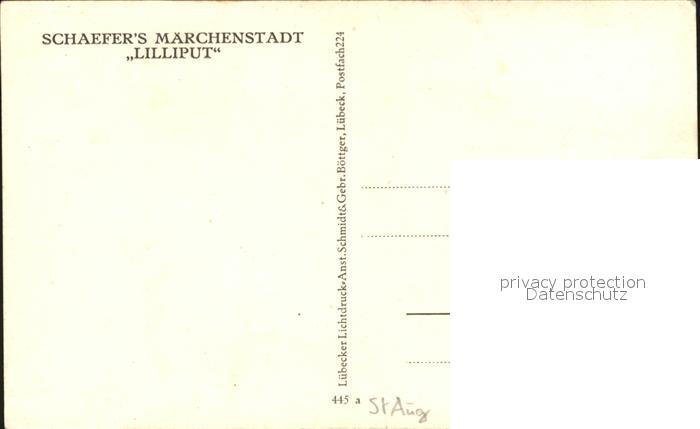 SCHAEFER'S MÄRCHENSTADT
„LILLIPUT“
Lübecker Lichtdruck-Anst. Schmidt & Gebr. Böttger, Lübeck, Postfach 224
445 a
St Aug
privacy protection
Datenschutz